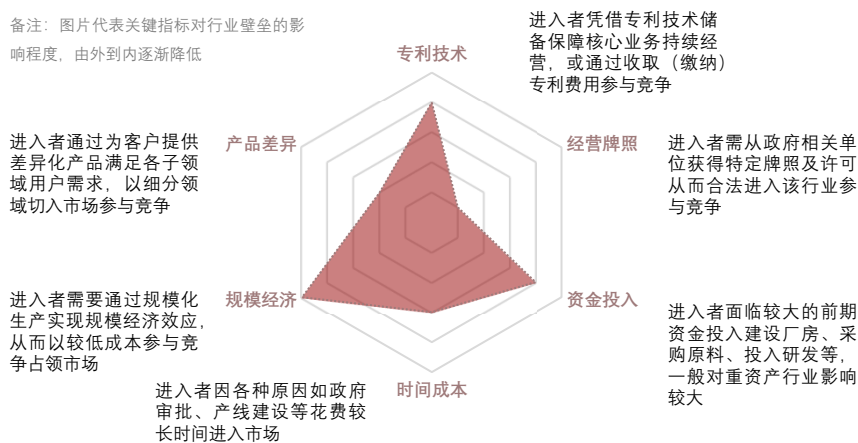 备注：图片代表关键指标对行业壁垒的影
响程度，由外到内逐渐降低
专利技术
进入者凭借专利技术储
备保障核心业务持续经
营，或通过收取（缴纳）
专利费用参与竞争
进入者通过为客户提供
差异化产品满足各子领
域用户需求，以细分领
域切入市场参与竞争
产品差异
经营牌照
进入者需从政府相关单
位获得特定牌照及许可
从而合法进入该行业参
与竞争
进入者需要通过规模化
生产实现规模经济效应，
从而以较低成本参与竞
争占领市场
规模经济
资金投入
进入者面临较大的前期
资金投入建设厂房、采
购原料、投入研发等，
一般对重资产行业影响
较大
进入者因各种原因如政府
审批、产线建设等花费较
长时间进入市场
时间成本